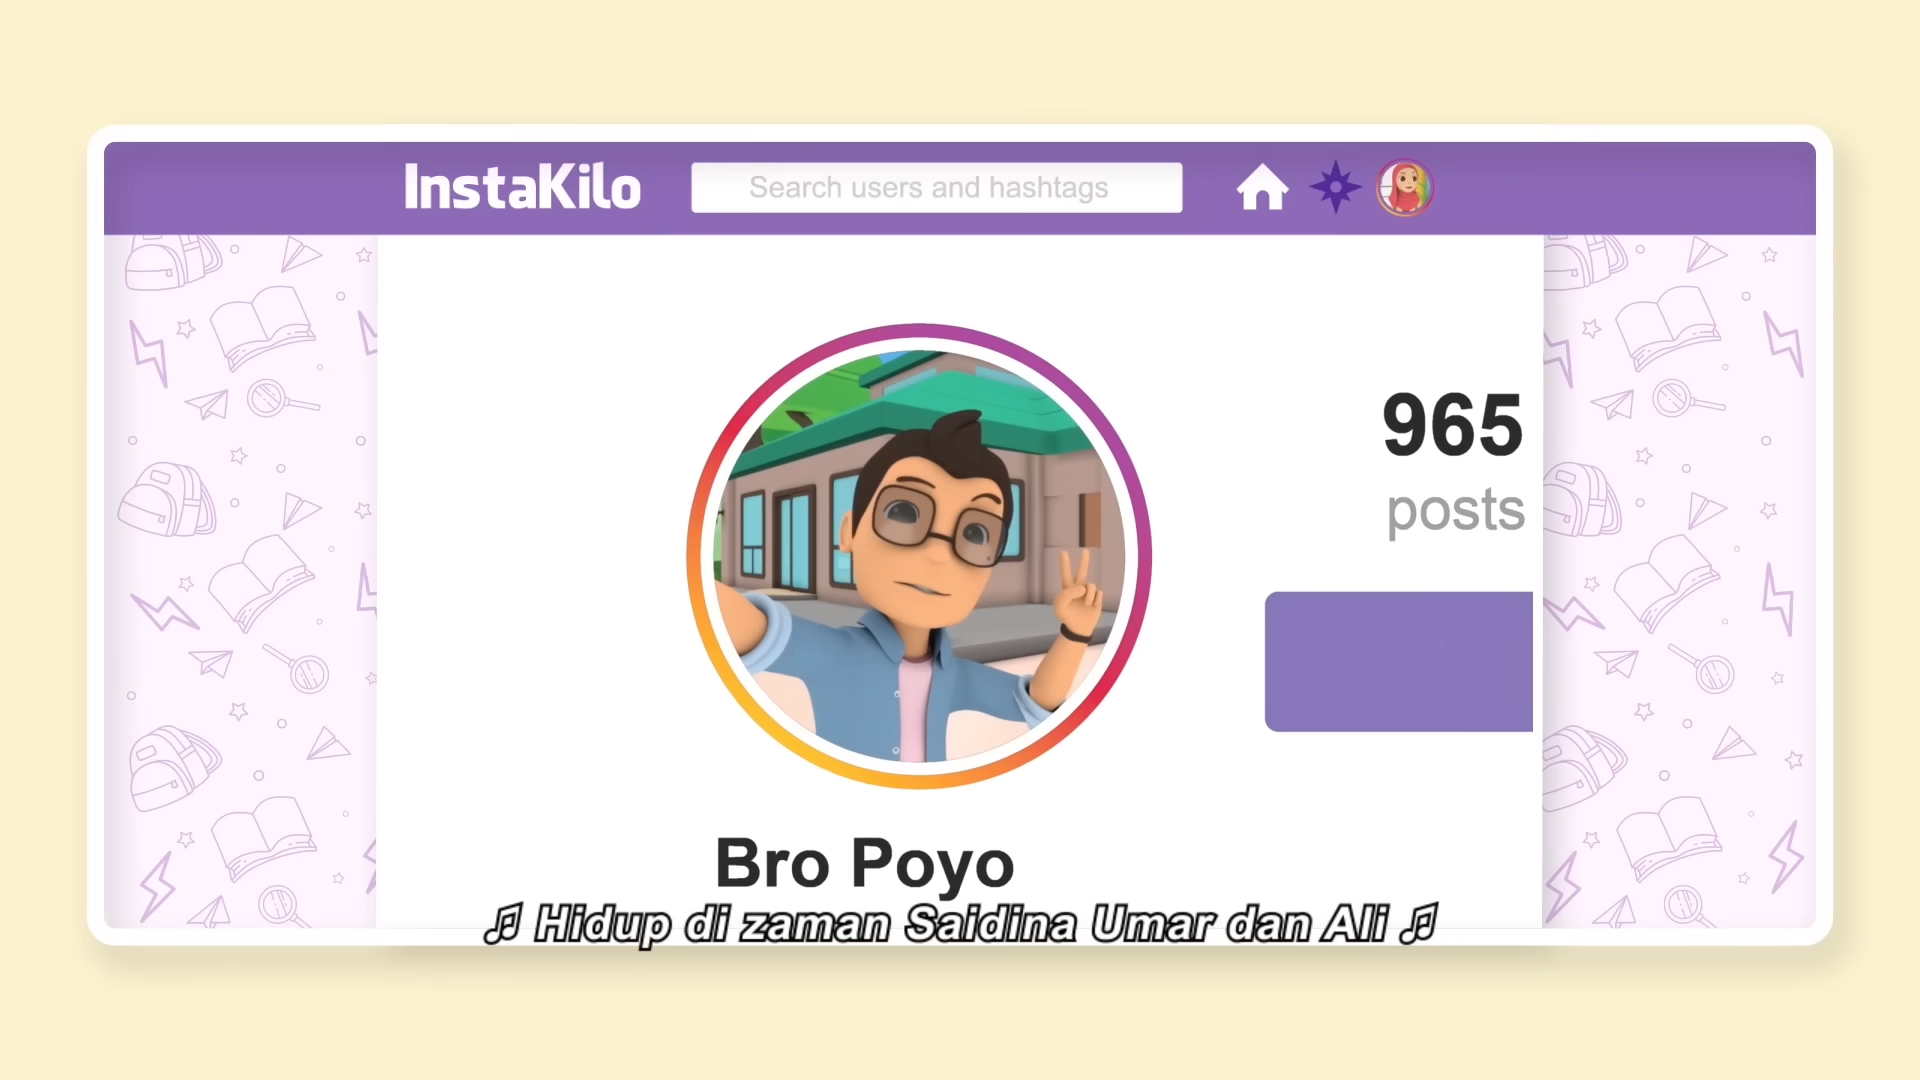 InstaKilo
Search users and hashtags
965
posts
Bro Poyo
♫ Hidup di zaman Saidina Umar dan Ali ♫